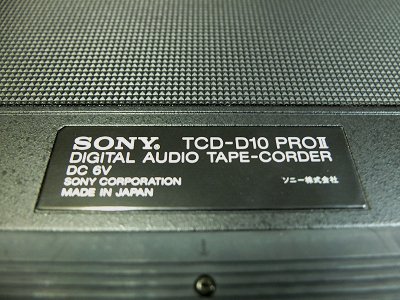 SONY. TCD-D10 PROII
DIGITAL AUDIO TAPE-CORDER
DC 6V
SONY CORPORATION
MADE IN JAPAN ソニー株式会社